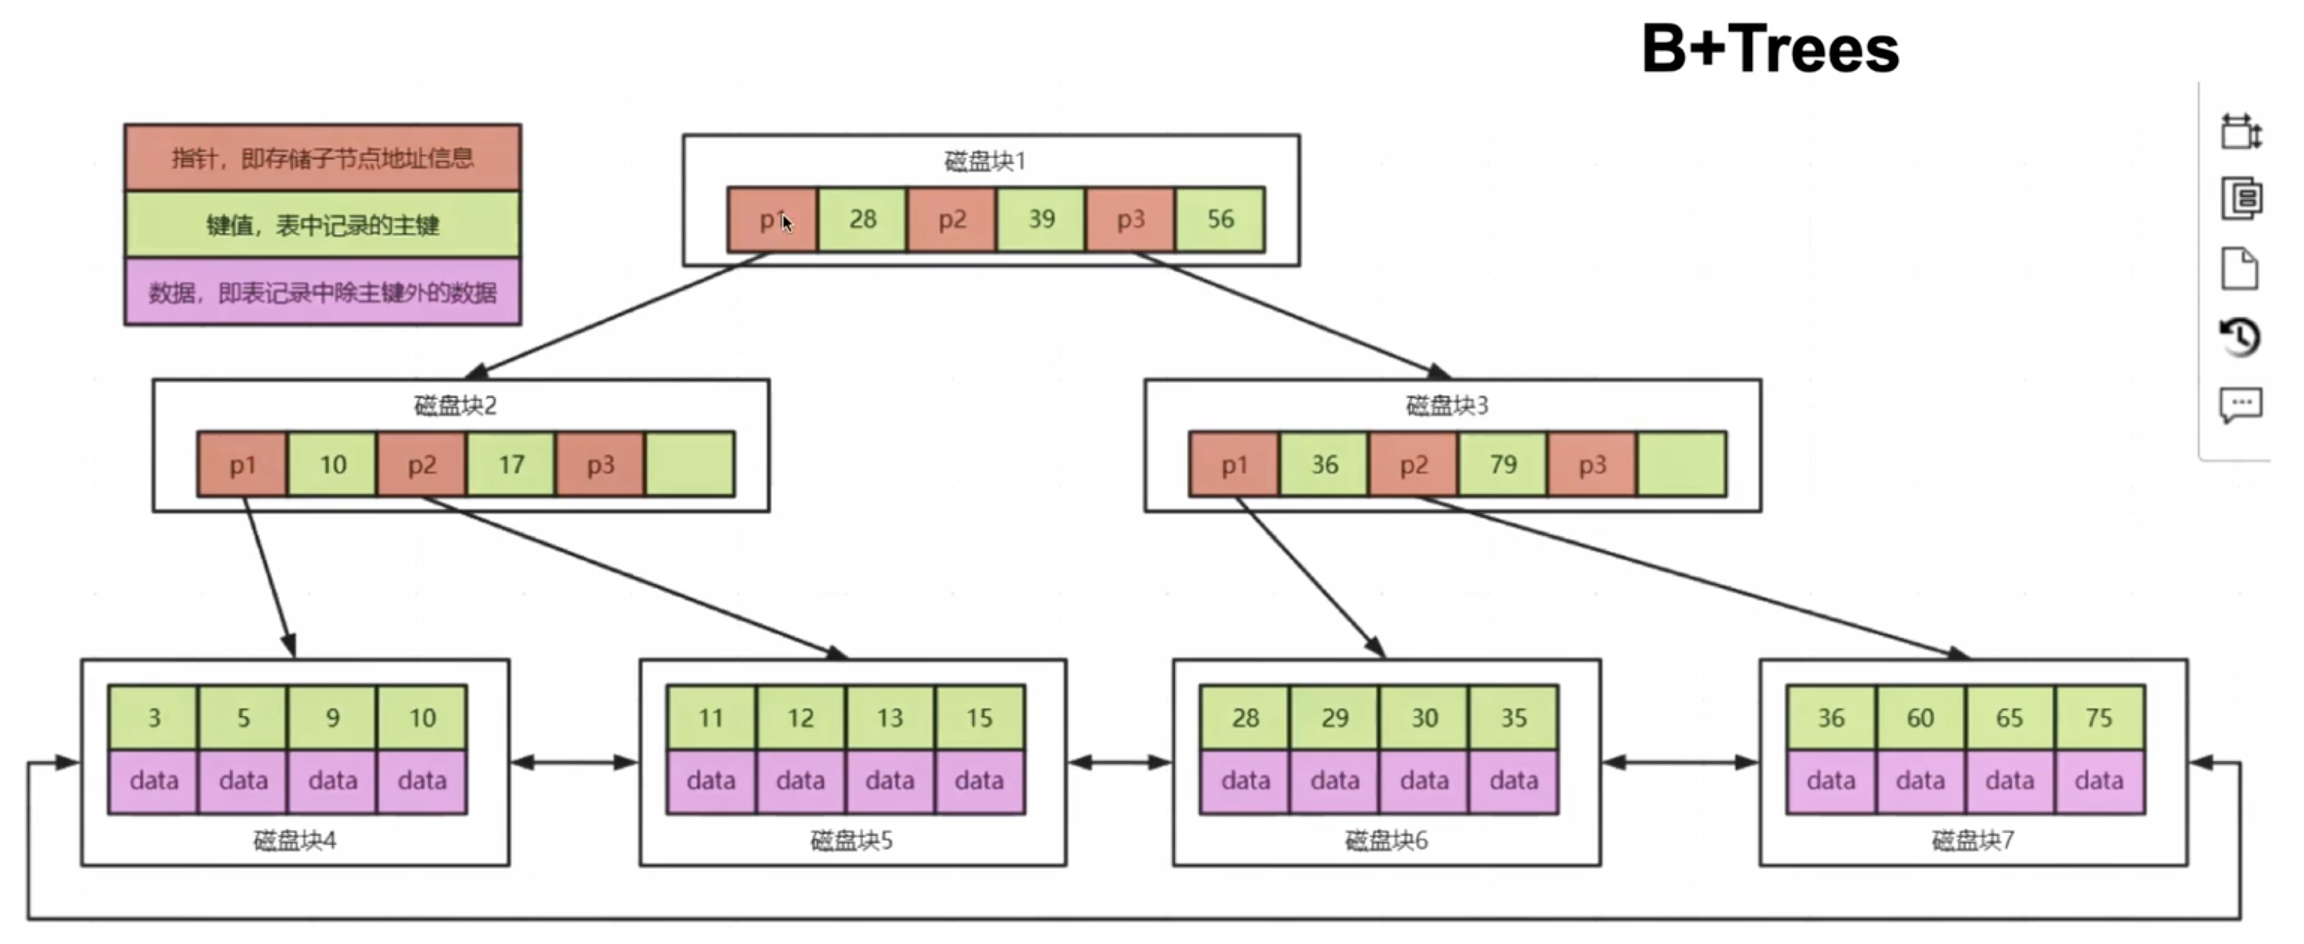 B+Trees
指针，即存储子节点地址信息
键值，表中记录的主键
数据，即表记录中除主键外的数据
磁盘块1
p1 28 p2 39 p3 56
磁盘块2
p1 10 p2 17 p3
磁盘块3
p1 36 p2 79 p3
3 5 9 10
data data data data
磁盘块4
11 12 13 15
data data data data
磁盘块5
28 29 30 35
data data data data
磁盘块6
36 60 65 75
data data data data
磁盘块7